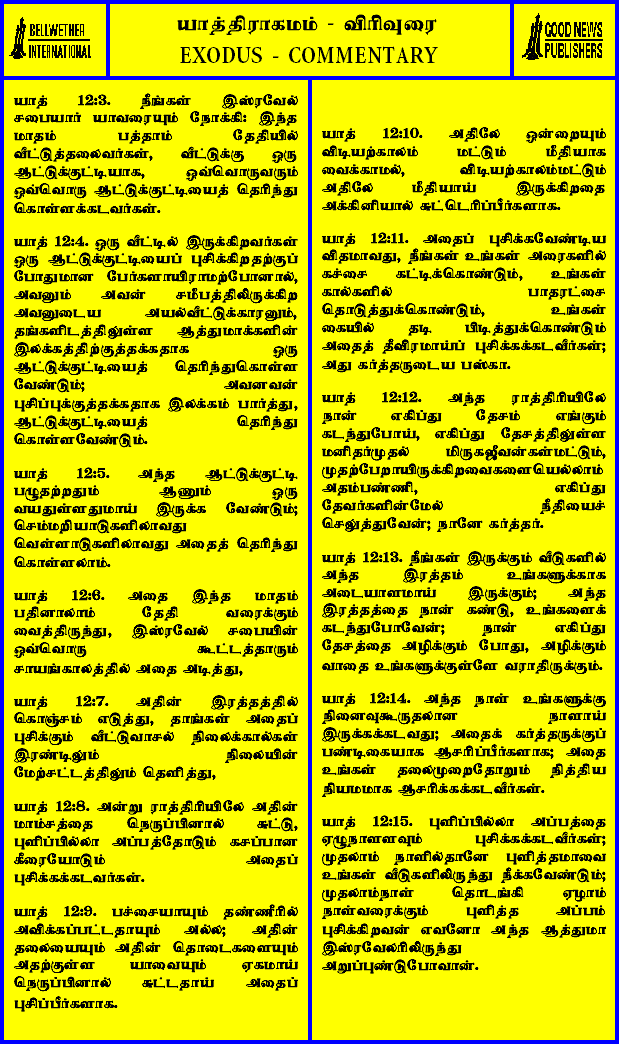 BELLWETHER
INTERNATIONAL
யாத்திராகமம் - விரிவுரை
EXODUS - COMMENTARY
GOOD NEWS
PUBLISHERS
யாத் 12:3. நீங்கள் இஸ்ரவேல்
சபையார் யாவரையும் நோக்கி: இந்த
மாதம் பத்தாம் தேதியில்
வீட்டுத்தலைவர்கள், வீட்டுக்கு ஒரு
ஆட்டுக்குட்டியாக, ஒவ்வொருவரும்
ஒவ்வொரு ஆட்டுக்குட்டியைத் தெரிந்து
கொள்ளக்கடவர்கள்.
யாத் 12:4. ஒரு வீட்டில் இருக்கிறவர்கள்
ஒரு ஆட்டுக்குட்டியைப் புசிக்கிறதற்குப்
போதுமான பேர்களாயிராமற்போனால்,
அவனும் அவன் சமீபத்திலிருக்கிற
அவனுடைய அயல்வீட்டுக்காரனும்,
தங்களிடத்திலுள்ள ஆத்துமாக்களின்
இலக்கத்திற்குத்தக்கதாக ஒரு
ஆட்டுக்குட்டியைத் தெரிந்துகொள்ள
வேண்டும்; அவனவன்
புசிப்புக்குத்தக்கதாக இலக்கம் பார்த்து,
ஆட்டுக்குட்டியைத் தெரிந்து
கொள்ளவேண்டும்.
யாத் 12:5. அந்த ஆட்டுக்குட்டி
பழுதற்றதும் ஆணும் ஒரு
வயதுள்ளதுமாய் இருக்க வேண்டும்;
செம்மறியாடுகளிலாவது
வெள்ளாடுகளிலாவது அதைத் தெரிந்து
கொள்ளலாம்.
யாத் 12:6. அதை இந்த மாதம்
பதினாலாம் தேதி வரைக்கும்
வைத்திருந்து, இஸ்ரவேல் சபையின்
ஒவ்வொரு கூட்டத்தாரும்
சாயங்காலத்தில் அதை அடித்து,
யாத் 12:7. அதின் இரத்தத்தில்
கொஞ்சம் எடுத்து, தாங்கள் அதைப்
புசிக்கும் வீட்டுவாசல் நிலைக்கால்கள்
இரண்டிலும் நிலையின்
மேற்சட்டத்திலும் தெளித்து,
யாத் 12:8. அன்று ராத்திரியிலே அதின்
மாம்சத்தை நெருப்பினால் சுட்டு,
புளிப்பில்லா அப்பத்தோடும் கசப்பான
கீரையோடும் அதைப்
புசிக்கக்கடவர்கள்.
யாத் 12:9. பச்சையாயும் தண்ணீரில்
அவிக்கப்பட்டதாயும் அல்ல; அதின்
தலையையும் அதின் தொடைகளையும்
அதற்குள்ள யாவையும் ஏகமாய்
நெருப்பினால் சுட்டதாய் அதைப்
புசிப்பீர்களாக.
யாத் 12:10. அதிலே ஒன்றையும்
விடியற்காலம் மட்டும் மீதியாக
வைக்காமல், விடியற்காலம்மட்டும்
அதிலே மீதியாய் இருக்கிறதை
அக்கினியால் சுட்டெரிப்பீர்களாக.
யாத் 12:11. அதைப் புசிக்கவேண்டிய
விதமாவது, நீங்கள் உங்கள் அரைகளில்
கச்சை கட்டிக்கொண்டும், உங்கள்
கால்களில் பாதரட்சை
தொடுத்துக்கொண்டும், உங்கள்
கையில் தடி பிடித்துக்கொண்டும்
அதைத் தீவிரமாய்ப் புசிக்கக்கடவீர்கள்;
அது கர்த்தருடைய பஸ்கா.
யாத் 12:12. அந்த ராத்திரியிலே
நான் எகிப்து தேசம் எங்கும்
கடந்துபோய், எகிப்து தேசத்திலுள்ள
மனிதர்முதல் மிருகஜீவன்கள்மட்டும்,
முதற்பேறாயிருக்கிறவைகளையெல்லாம்
அதம்பண்ணி, எகிப்து
தேவர்களின்மேல் நீதியைச்
செலுத்துவேன்; நானே கர்த்தர்.
யாத் 12:13. நீங்கள் இருக்கும் வீடுகளில்
அந்த இரத்தம் உங்களுக்காக
அடையாளமாய் இருக்கும்; அந்த
இரத்தத்தை நான் கண்டு, உங்களைக்
கடந்துபோவேன்; நான் எகிப்து
தேசத்தை அழிக்கும் போது, அழிக்கும்
வாதை உங்களுக்குள்ளே வராதிருக்கும்.
யாத் 12:14. அந்த நாள் உங்களுக்கு
நினைவுகூருதலான நாளாய்
இருக்கக்கடவது; அதைக் கர்த்தருக்குப்
பண்டிகையாக ஆசரிப்பீர்களாக; அதை
உங்கள் தலைமுறைதோறும் நித்திய
நியமமாக ஆசரிக்கக்கடவீர்கள்.
யாத் 12:15. புளிப்பில்லா அப்பத்தை
ஏழுநாளளவும் புசிக்கக்கடவீர்கள்;
முதலாம் நாளில்தானே புளித்தமாவை
உங்கள் வீடுகளிலிருந்து நீக்கவேண்டும்;
முதலாம்நாள் தொடங்கி ஏழாம்
நாள்வரைக்கும் புளித்த அப்பம்
புசிக்கிறவன் எவனோ அந்த ஆத்துமா
இஸ்ரவேலரிலிருந்து
அறுப்புண்டுபோவான்.